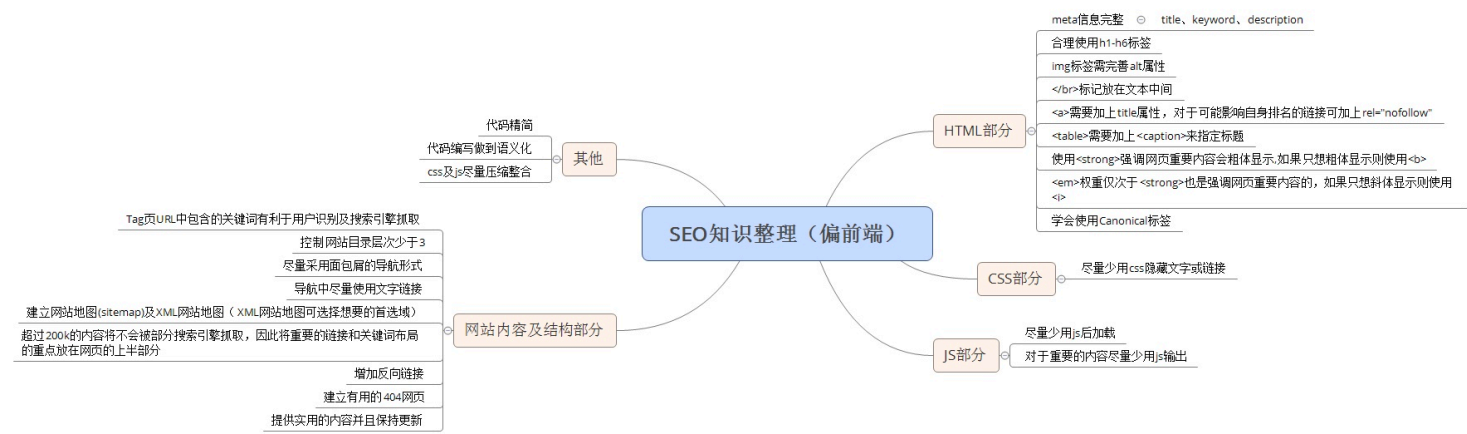 SEO知识整理（偏前端）
HTML部分
meta信息完整
title、keyword、description
合理使用h1-h6标签
img标签需完善alt属性
</br>标记放在文本中间
<a>需要加上title属性，对于可能影响自身排名的链接可加上rel="nofollow"
<table>需要加上<caption>来指定标题
使用<strong>强调网页重要内容会粗体显示,如果只想粗体显示则使用<b>
<em>权重仅次于<strong>也是强调网页重要内容的，如果只想斜体显示则使用
<i>
学会使用Canonical标签
CSS部分
尽量少用css隐藏文字或链接
JS部分
尽量少用js后加载
对于重要的内容尽量少用js输出
其他
代码精简
代码编写做到语义化
css及js尽量压缩整合
网站内容及结构部分
Tag页URL中包含的关键词有利于用户识别及搜索引擎抓取
控制网站目录层次少于3
尽量采用面包屑的导航形式
导航中尽量使用文字链接
建立网站地图(sitemap)及XML网站地图（XML网站地图可选择想要的首选域）
超过200k的内容将不会被部分搜索引擎抓取，因此将重要的链接和关键词布局
的重点放在网页的上半部分
增加反向链接
建立有用的404网页
提供实用的内容并且保持更新